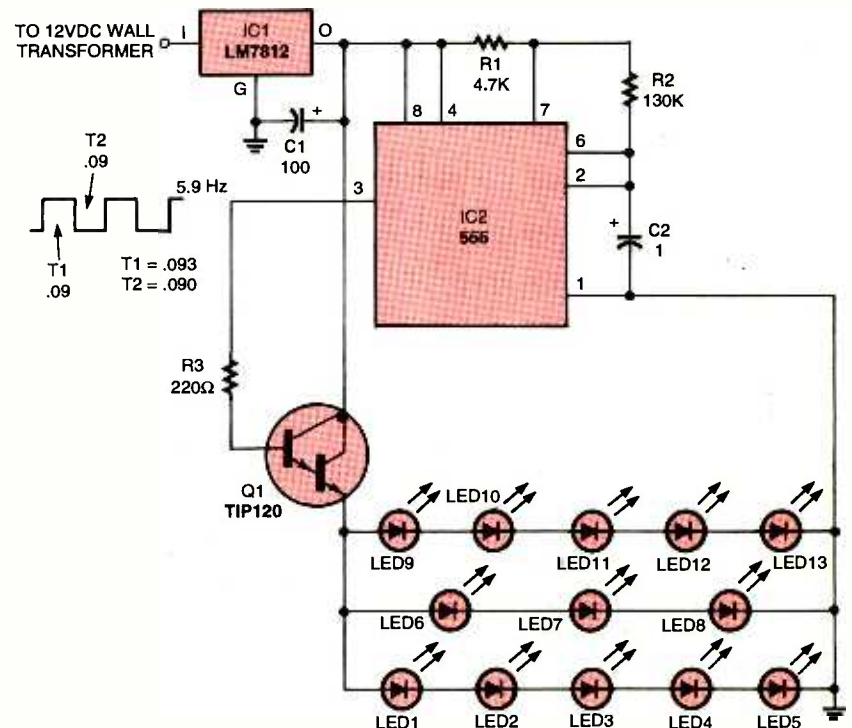 TO 12VDC WALL
TRANSFORMER
I
IC1
LM7812
O
G
+
C1
100
R1
4.7K
R2
130K
8
4
7
6
2
3
1
IC2
555
+
C2
1
T2
.09
5.9 Hz
T1
.09
T1 = .093
T2 = .090
R3
220Ω
Q1
TIP120
LED10
LED9
LED11
LED12
LED13
LED6
LED7
LED8
LED1
LED2
LED3
LED4
LED5